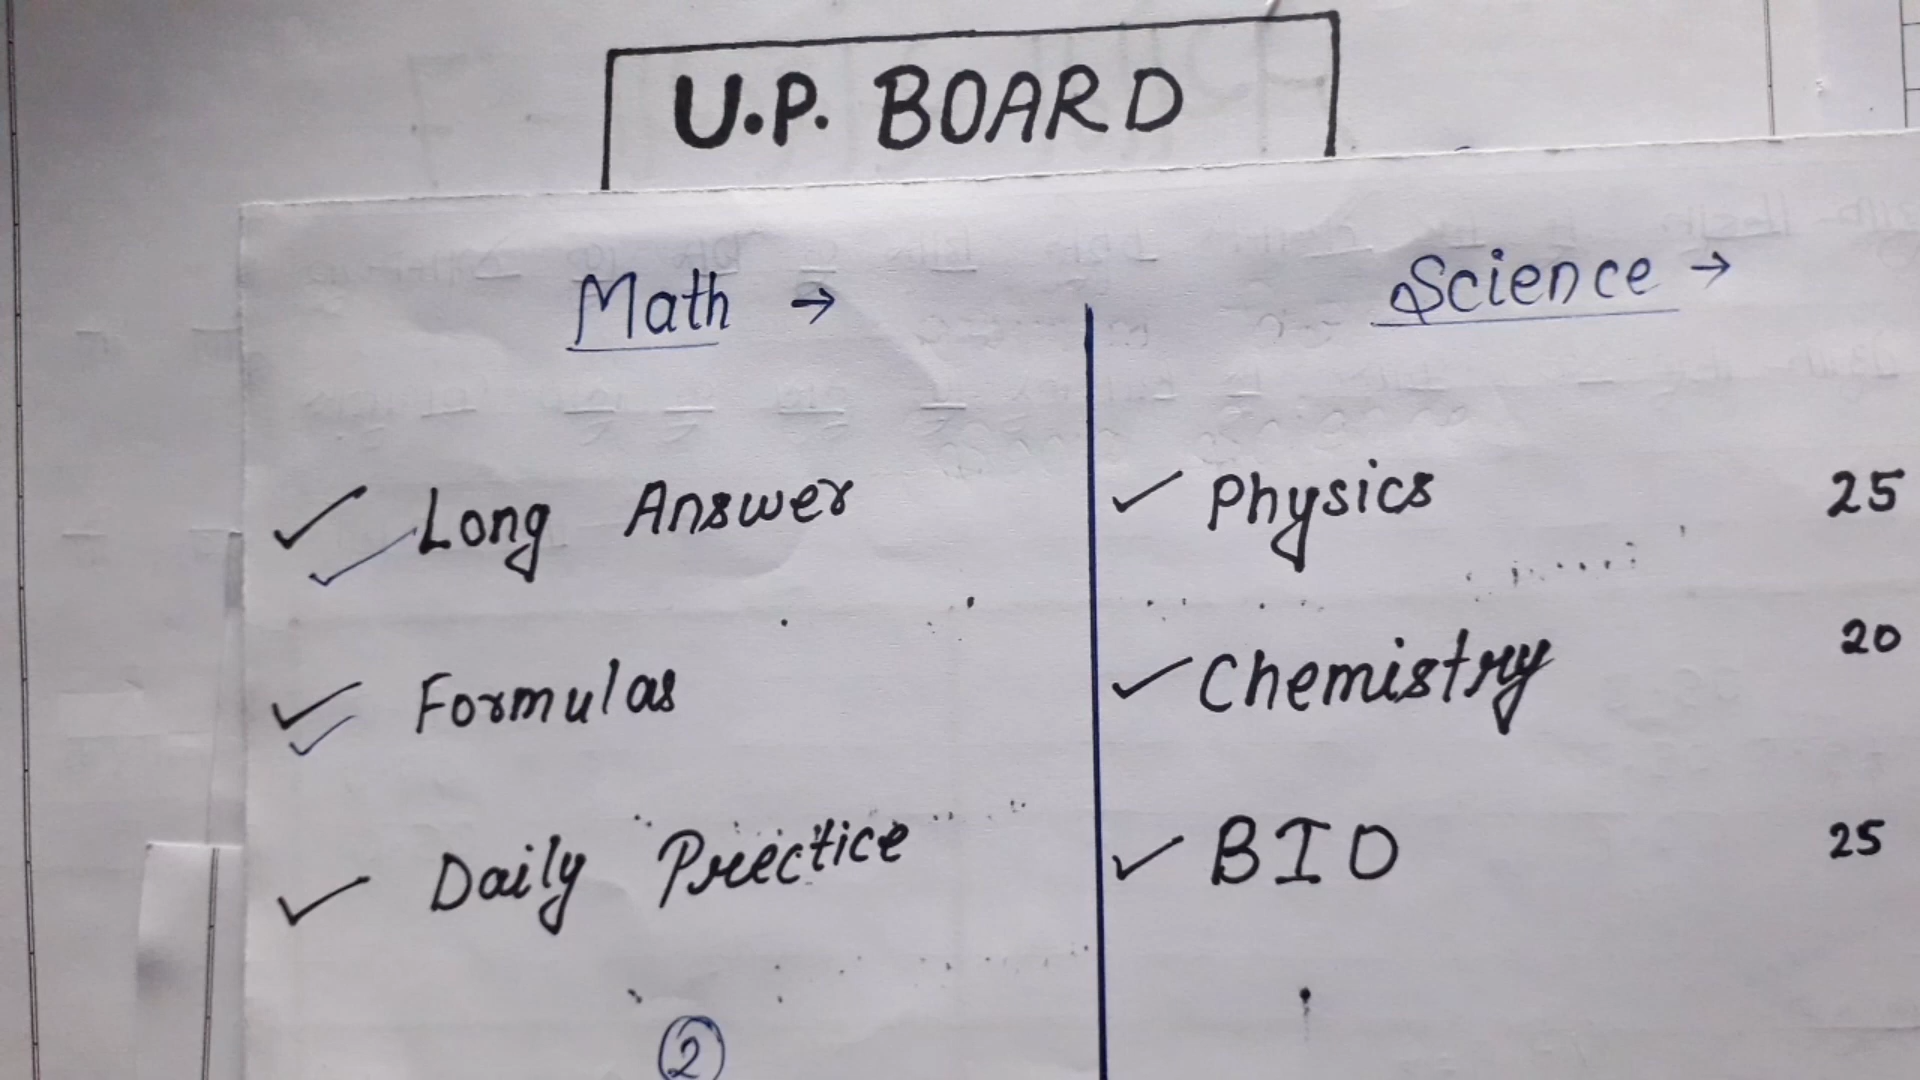 U.P. BOARD
Math →
Long Answer
Formulas
Daily Prectice
2
Science →
Physics 25
Chemistry 20
BIO 25